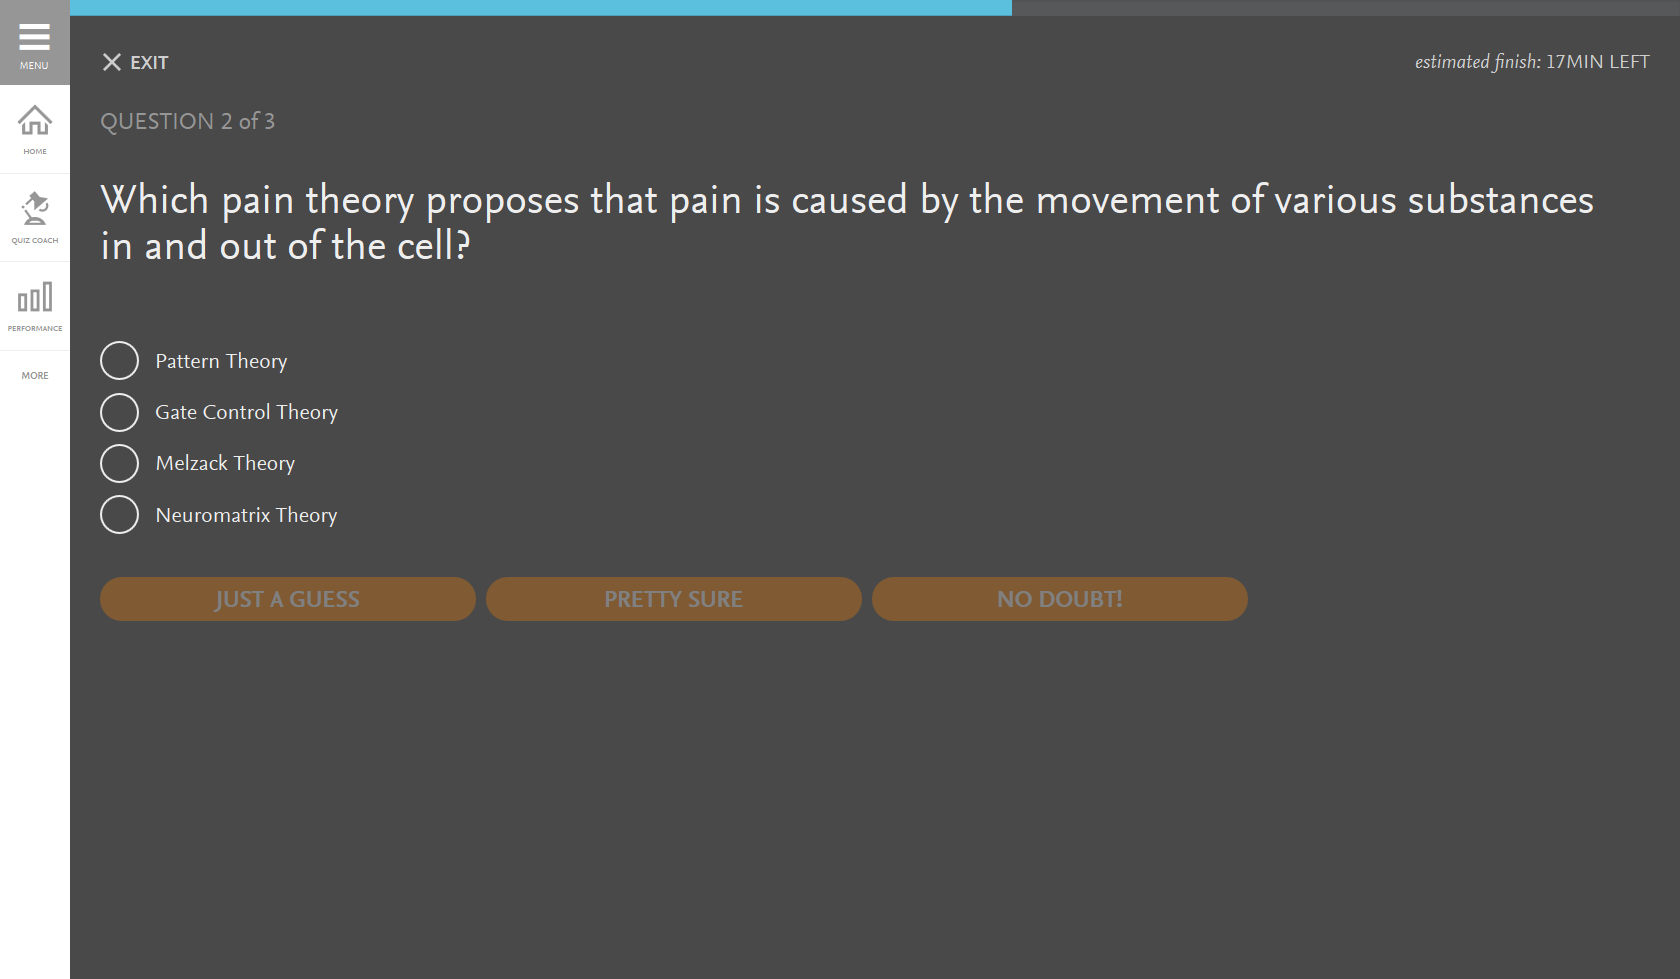 MENU
HOME
QUIZ COACH
PERFORMANCE
MORE
EXIT
estimated finish: 17MIN LEFT
QUESTION 2 of 3
Which pain theory proposes that pain is caused by the movement of various substances
in and out of the cell?
Pattern Theory
Gate Control Theory
Melzack Theory
Neuromatrix Theory
JUST A GUESS
PRETTY SURE
NO DOUBT!